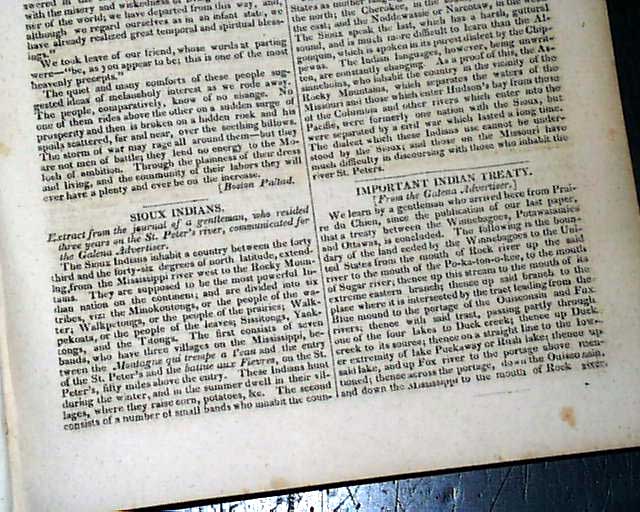 with the misery and wickedness of
ner of the world; we have departed from this way, and,
although we regard ourselves as in an infant state,
have already realized great temporal and spiritual bless-
ings."
We took leave of our friend, whose words at parting
were—"be, as you appear to be; this is one of the most
heavenly precepts."
The quiet and many comforts of these people sug-
gested ideas of melancholy interest as we rode away.
The people, comparatively, know of no change. No
one of them rides above the other on a sudden surge of
prosperity and then is broken on a hidden rock and his
spoils scattered, far and near, over the seething billows.
The storm of war may rage all around them—but they
are not men of battle; they lend no energy to the Mo-
loch of ambition. Through the plainness of their dress
and living, and the community of their labors they will
ever have a plenty and ever be on the increase.
[Boston Pallad.
SIOUX INDIANS.
Extract from the journal of a gentleman, who resided
three years on the St. Peter's river, communicated for
the Galena Advertiser.
The Sioux Indians inhabit a country between the forty
third and the forty-six degrees of north latitude, extend-
ing, from the Mississippi river west to the Rocky Moun-
tains. They are supposed to be the most powerful In-
dian nation on the continent; and are divided into six
tribes, viz: the Minokontongs, or the people of the wa-
ter, Walkpetongs, or the people of the prairies; Walk-
pekoats, or the people of the leaves; Sissitongs, Yank-
tongs, and the Titongs. The first consists of seven
bands, who have three villages on the Mississippi, be-
tween the Montagne qui trempe a l'eau and the entry
of the St. Peter's and the battue aux Fievres, on the St.
Peter's, fifty miles above the entry. These Indians hunt
during the winter, and in the summer dwell in their vil-
lages, where they raise corn, potatoes, &c. The second
consists of a number of small bands who inhabit the coun-
States as mother
the north; the Cherokee, in the
the east; and the Noddowassie or Narcotaw, in the west.
The Sioux speak the last, which has a harsh, guttural
sound, and is much more difficult to learn than the Al-
gonquin, which is spoken in its purest dialect by the Chip-
pewas. The Indian languages, however, being unwrit-
ten, are constantly changing. As a proof of this, the As-
sineboins, who inhabit the country in the vicinity of the
Rocky Mountains, which separates the waters of the
Missouri and those which enter Hudson's bay from those
of the Columbia and other rivers which enter into the
Pacific, were formerly one nation with the Sioux, but
were separated by a civil war which lasted a long time.
The dialect which these Indians use cannot be under-
stood by the Sioux; and those on the Missouri have
much difficulty in discoursing with those who inhabit the
river St. Peters.
IMPORTANT INDIAN TREATY.
[From the Galena Advertiser.]
We learn by a gentleman who arrived here from Prai-
re du Chien, since the publication of our last paper,
that a treaty between the Winnebagoes, Potawatamies
and Ottawas, is concluded. The following is the boun-
dary of the land ceded by the Winnebagoes to the Uni-
ted States from the mouth of Rock river up the said
river to the mouth of the Pe-ka-ton-o-kee, to the mouth
of Sugar river; thence up this stream to the mouth of its
extreme eastern branch; thence up said branch to the
place where it is intersected by the tract leading from the
Blue mound to the portage of the Ouisconsin and Fox
rivers; thence with said tract, passing partly through
one of the four lakes to Duck creek; thence up Duck
creek to its source; thence on a straight line to the low-
er extremity of lake Puckaway or Rush lake; thence up
said lake, and up Fox river to the portage above men-
tioned; thence across the portage, down the Ouisconsin,
and down the Mississippi to the mouth of Rock river.